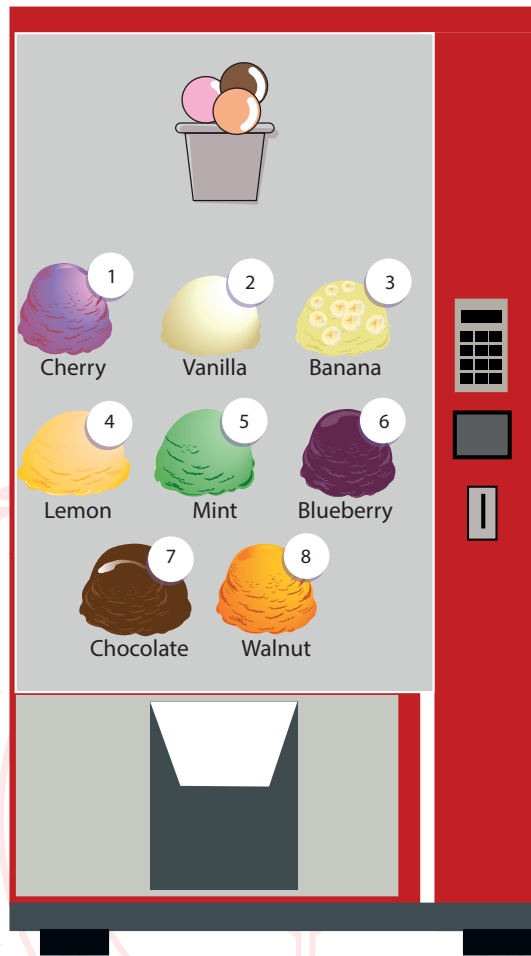 1 2 3
Cherry Vanilla Banana
4 5 6
Lemon Mint Blueberry
7 8
Chocolate Walnut